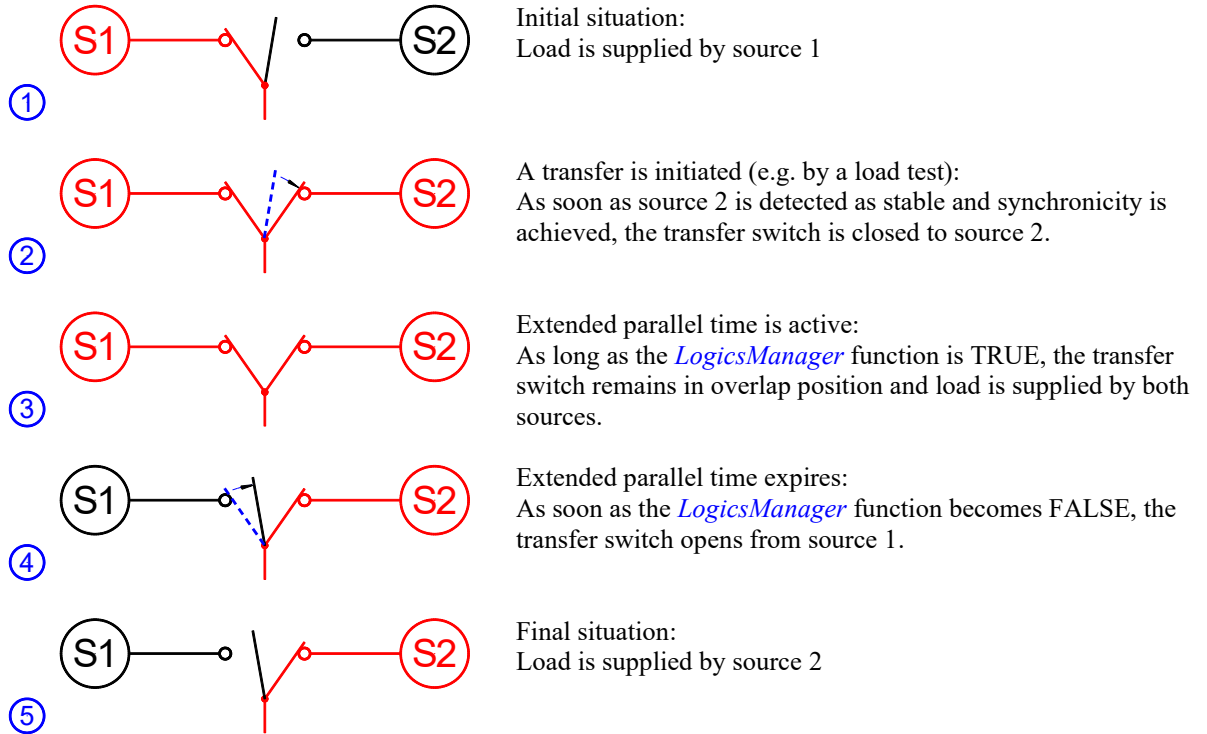 S1
S2
Initial situation:
Load is supplied by source 1
1
S1
S2
A transfer is initiated (e.g. by a load test):
As soon as source 2 is detected as stable and synchronicity is
achieved, the transfer switch is closed to source 2.
2
S1
S2
Extended parallel time is active:
As long as the LogicsManager function is TRUE, the transfer
switch remains in overlap position and load is supplied by both
sources.
3
S1
S2
Extended parallel time expires:
As soon as the LogicsManager function becomes FALSE, the
transfer switch opens from source 1.
4
S1
S2
Final situation:
Load is supplied by source 2
5